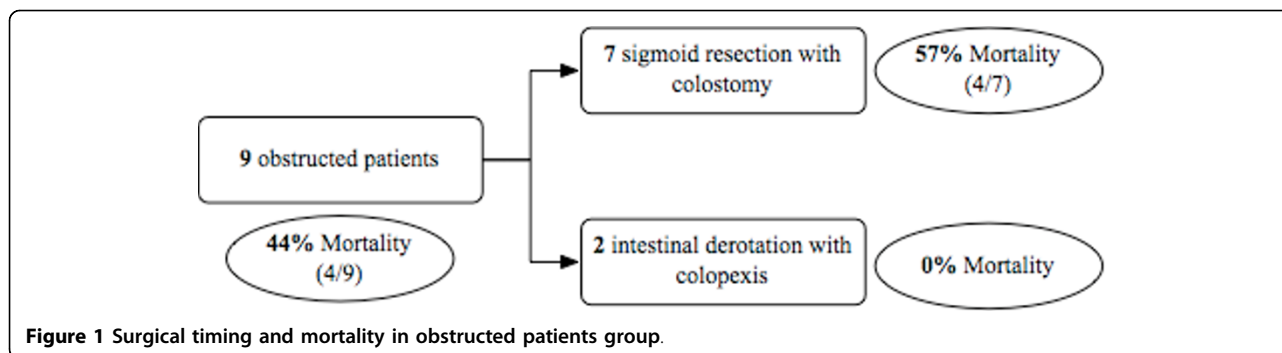 7 sigmoid resection with
colostomy
57% Mortality
(4/7)
9 obstructed patients
44% Mortality
(4/9)
2 intestinal derotation with
colopexis
0% Mortality
Figure 1 Surgical timing and mortality in obstructed patients group.